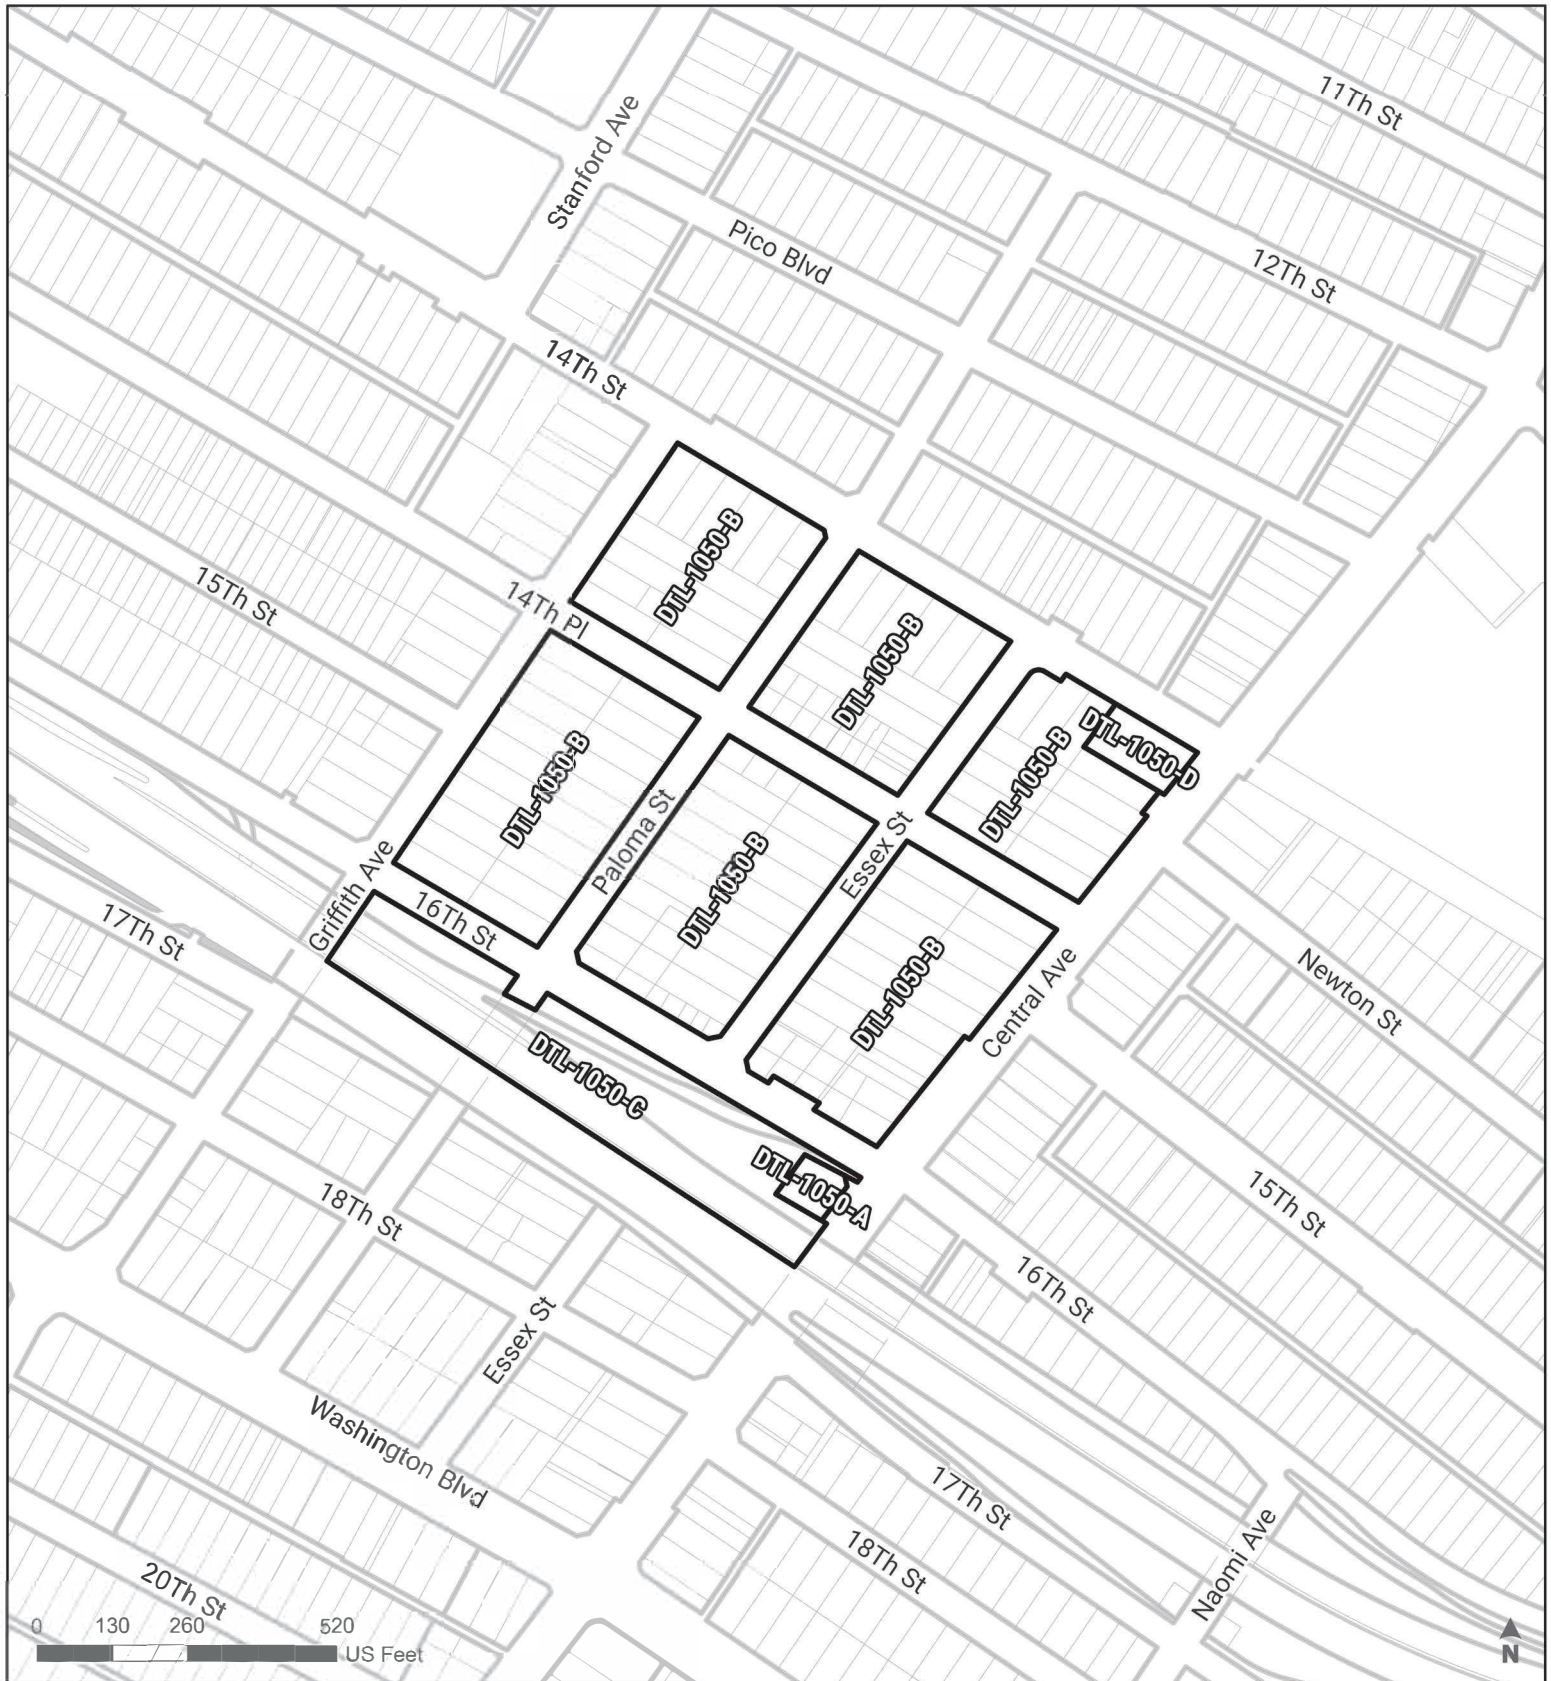 11Th St
Stanford Ave
Pico Blvd
12Th St
14Th St
DTL-1050-B
15Th St
14Th Pl
DTL-1050-B
DTL-1050-B
DTL-1050-D
DTL-1050-B
DTL-1050-B
Paloma St
DTL-1050-B
Essex St
Griffith Ave
16Th St
17Th St
DTL-1050-B
Central Ave
Newton St
DTL-1050-C
DTL-1050-A
18Th St
15Th St
16Th St
Essex St
Washington Blvd
17Th St
18Th St
Naomi Ave
20Th St
0 130 260 520
US Feet
N